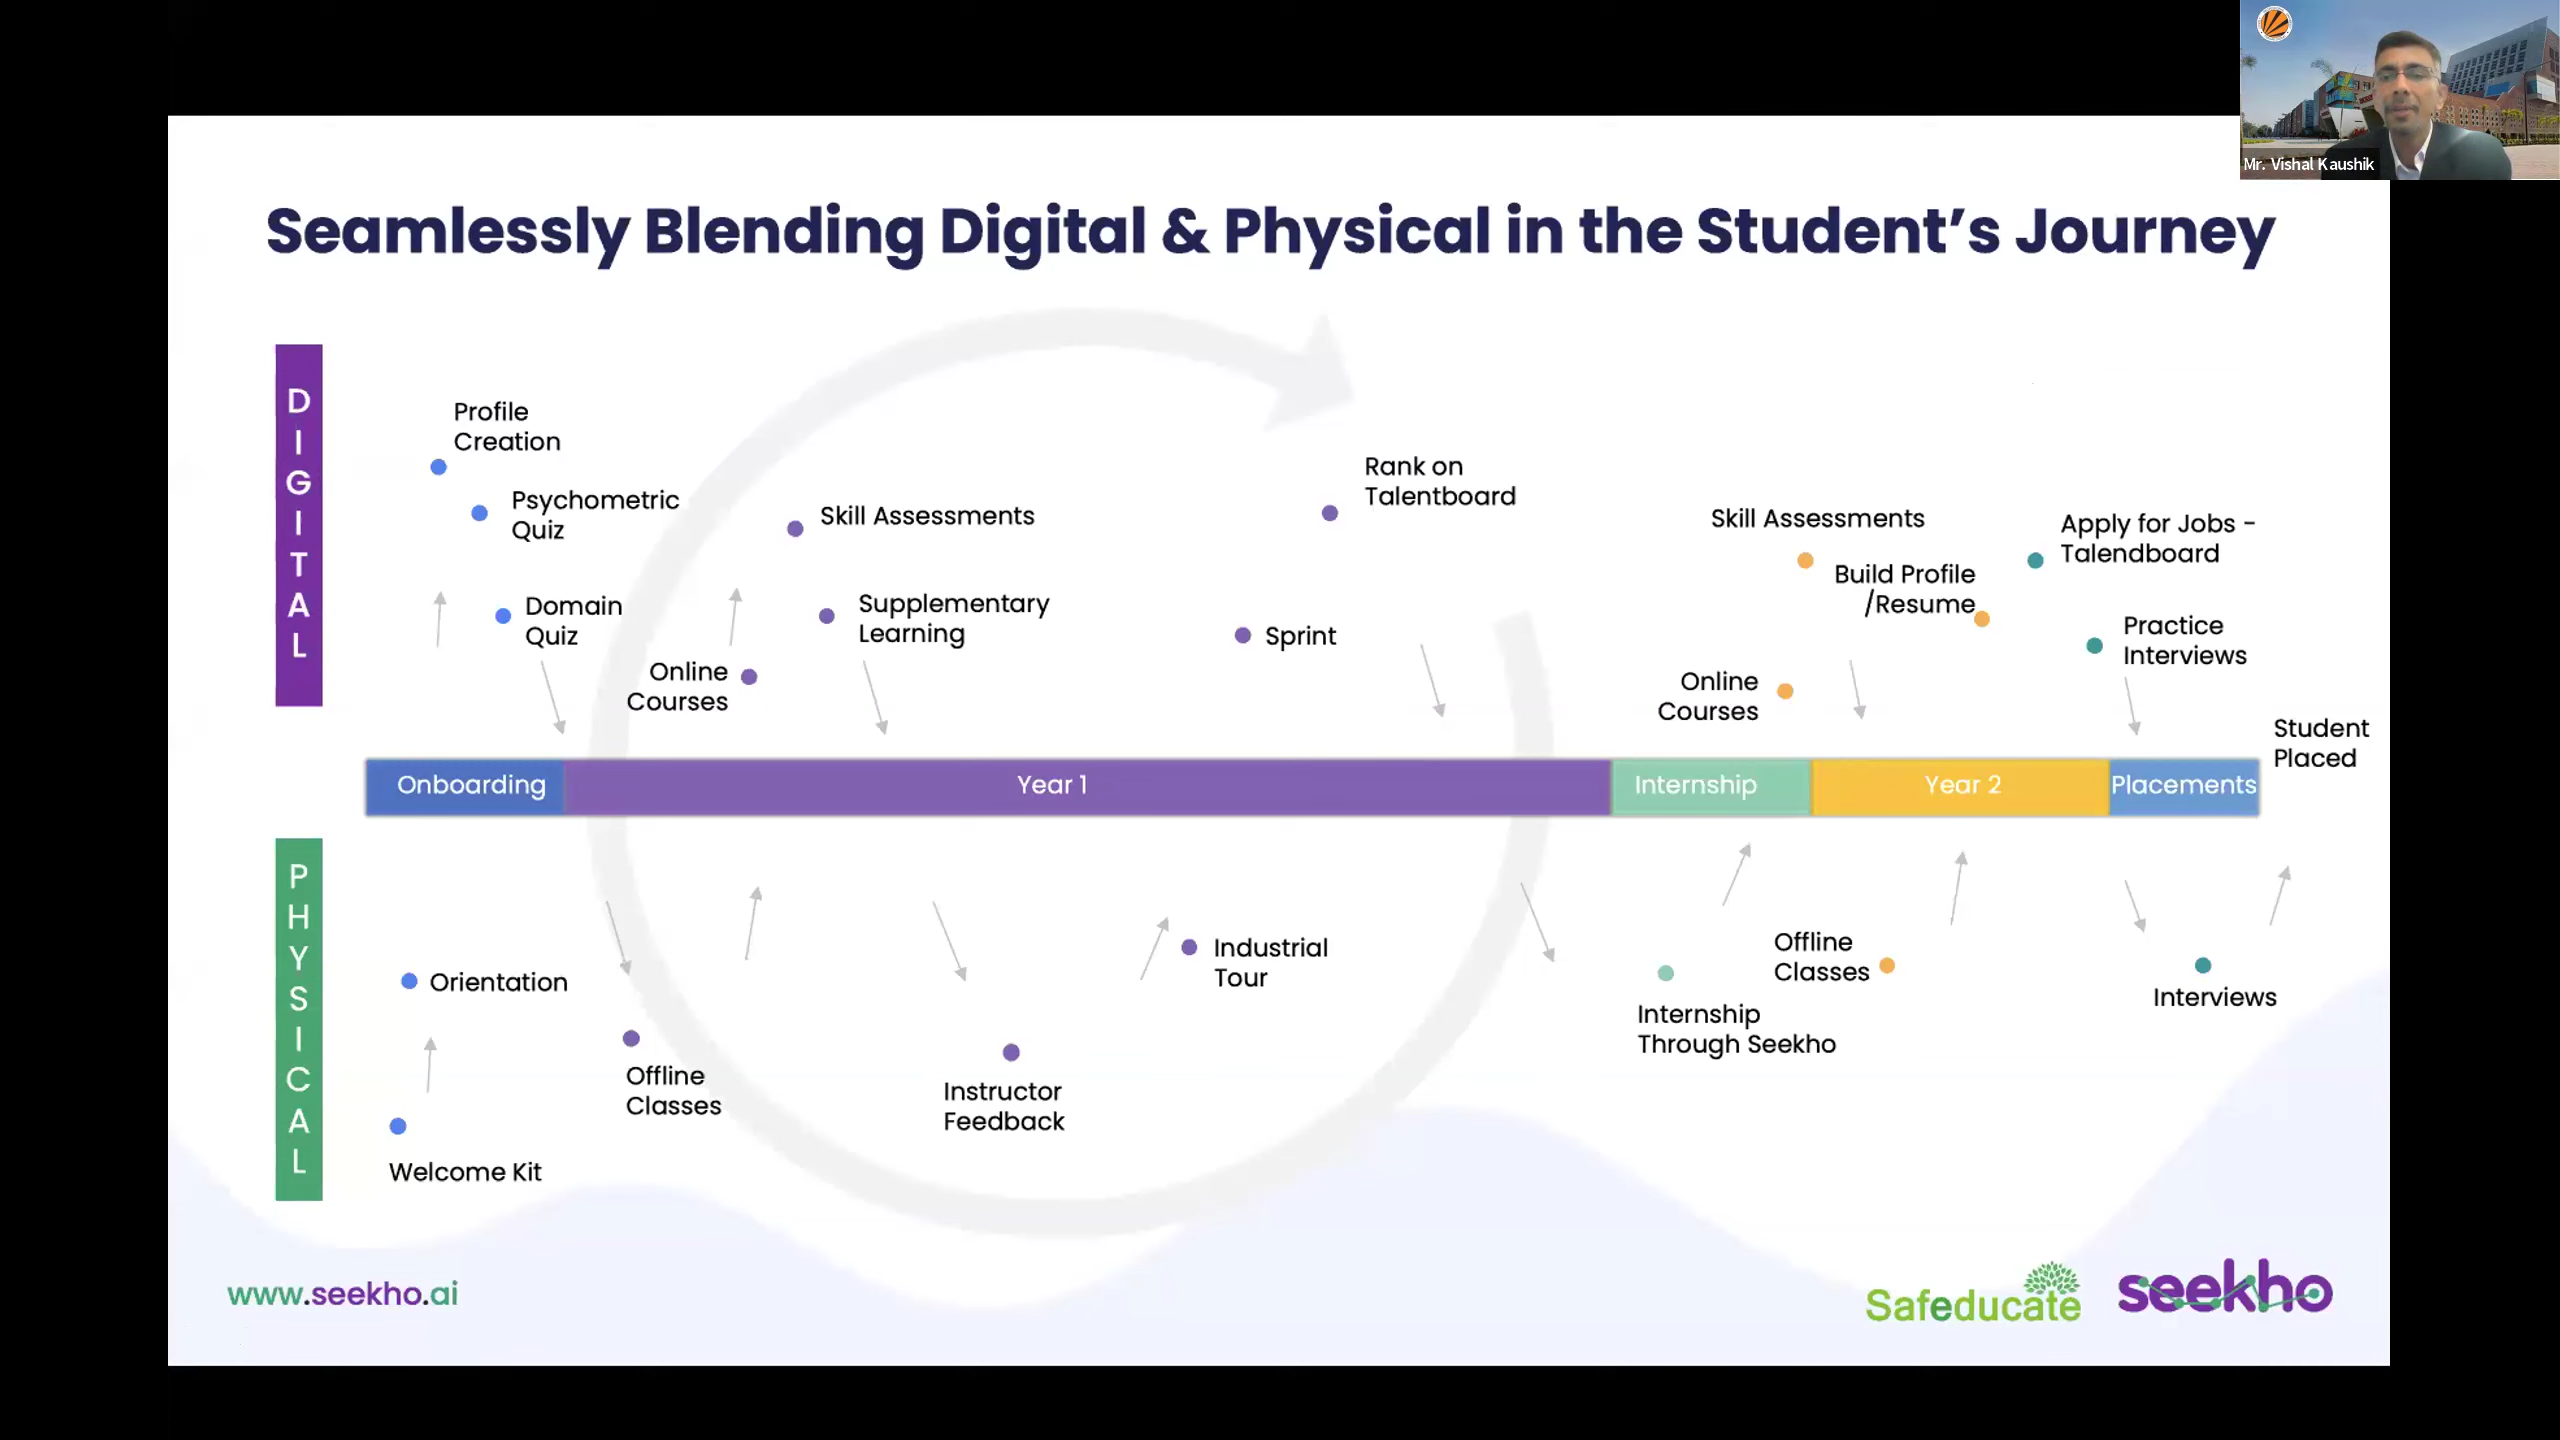 Mr. Vishal Kaushik
Seamlessly Blending Digital & Physical in the Student's Journey
DIGITAL
Profile
Creation
Psychometric
Quiz
Domain
Quiz
Skill Assessments
Supplementary
Learning
Online
Courses
Rank on
Talentboard
Sprint
Skill Assessments
Build Profile
/Resume
Online
Courses
Apply for Jobs -
Talendboard
Practice
Interviews
Student
Placed
Onboarding
Year 1
Internship
Year 2
Placements
PHYSICAL
Orientation
Welcome Kit
Offline
Classes
Instructor
Feedback
Industrial
Tour
Internship
Through Seekho
Offline
Classes
Interviews
www.seekho.ai
Safeducate
seekho